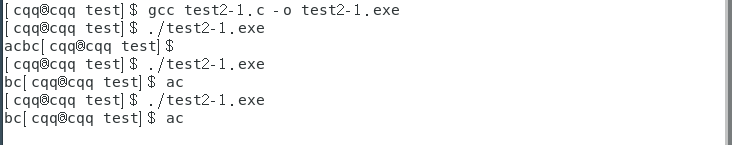 [cqq@cqq test]$ gcc test2-1.c -o test2-1.exe
[cqq@cqq test]$ ./test2-1.exe
acbc[cqq@cqq test]$
[cqq@cqq test]$ ./test2-1.exe
bc[cqq@cqq test]$ ac
[cqq@cqq test]$ ./test2-1.exe
bc[cqq@cqq test]$ ac